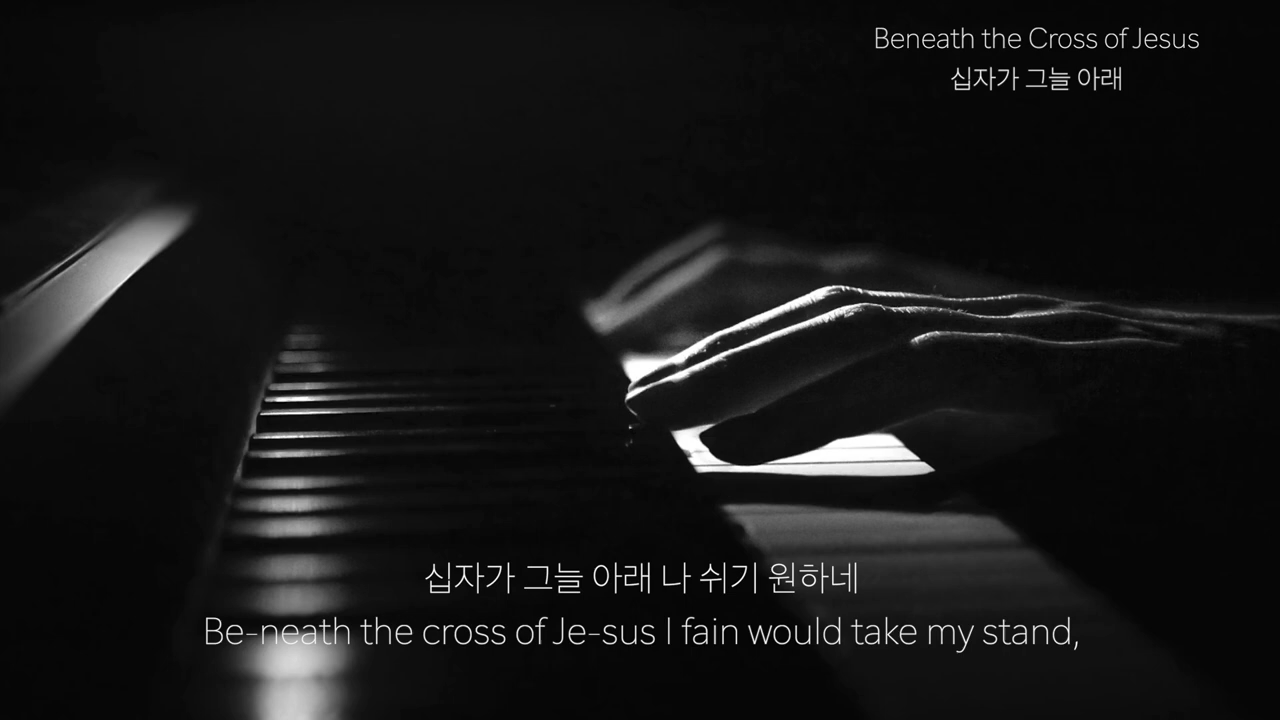 Beneath the Cross of Jesus
십자가 그늘 아래
십자가 그늘 아래 나 쉬기 원하네
Be-neath the cross of Je-sus I fain would take my stand,